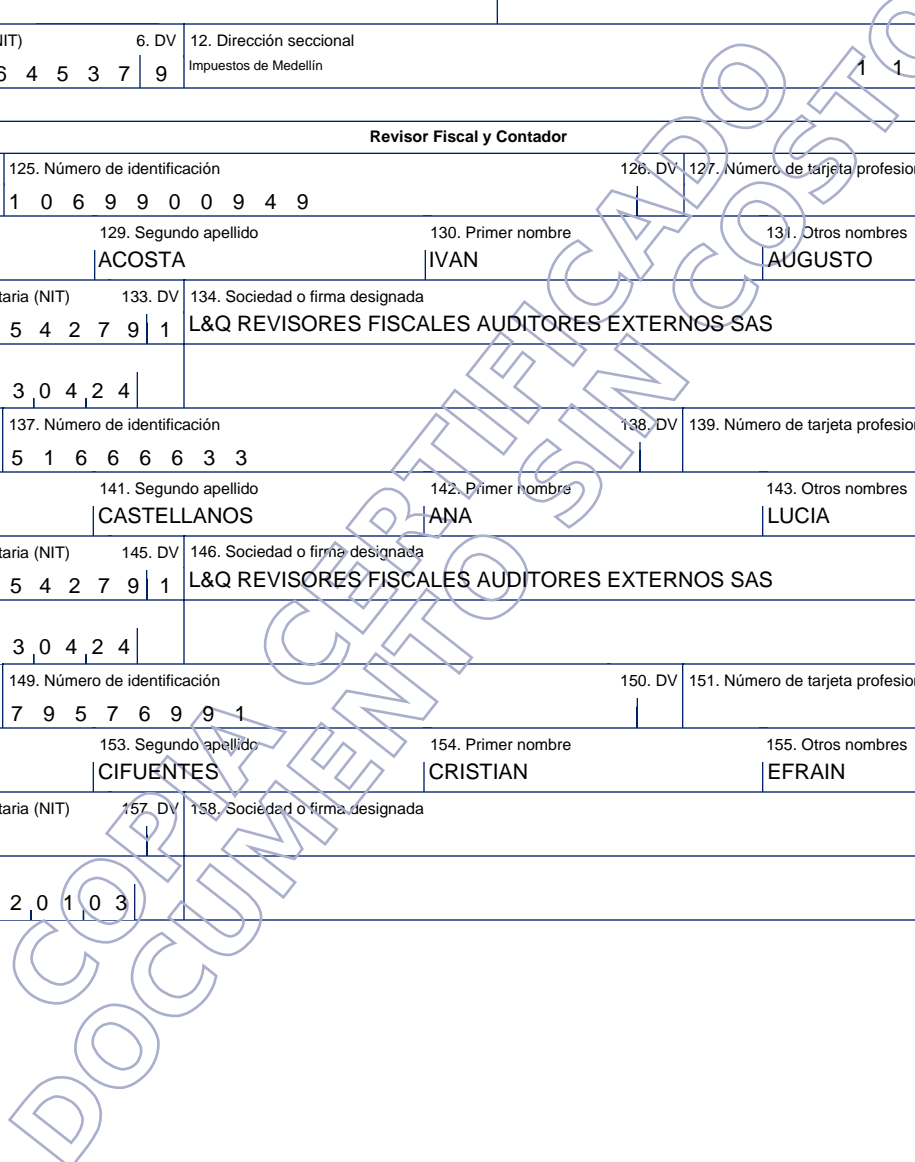 NIT) 6. DV 12. Dirección seccional
6 4 5 3 7 9 Impuestos de Medellín 1 1
Revisor Fiscal y Contador
125. Número de identificación 126. DV 127. Número de tarjeta profesion
1 0 6 9 9 0 0 9 4 9
129. Segundo apellido 130. Primer nombre 131. Otros nombres
ACOSTA IVAN AUGUSTO
taria (NIT) 133. DV 134. Sociedad o firma designada
5 4 2 7 9 1 L&Q REVISORES FISCALES AUDITORES EXTERNOS SAS
3 0 4 2 4
137. Número de identificación 138. DV 139. Número de tarjeta profesion
5 1 6 6 6 6 3 3
141. Segundo apellido 142. Primer nombre 143. Otros nombres
CASTELLANOS ANA LUCIA
taria (NIT) 145. DV 146. Sociedad o firma designada
5 4 2 7 9 1 L&Q REVISORES FISCALES AUDITORES EXTERNOS SAS
3 0 4 2 4
149. Número de identificación 150. DV 151. Número de tarjeta profesion
7 9 5 7 6 9 9 1
153. Segundo apellido 154. Primer nombre 155. Otros nombres
CIFUENTES CRISTIAN EFRAIN
taria (NIT) 157. DV 158. Sociedad o firma designada
2 0 1 0 3
COPIA CERTIFICADO
DOCUMENTO SIN COSTO